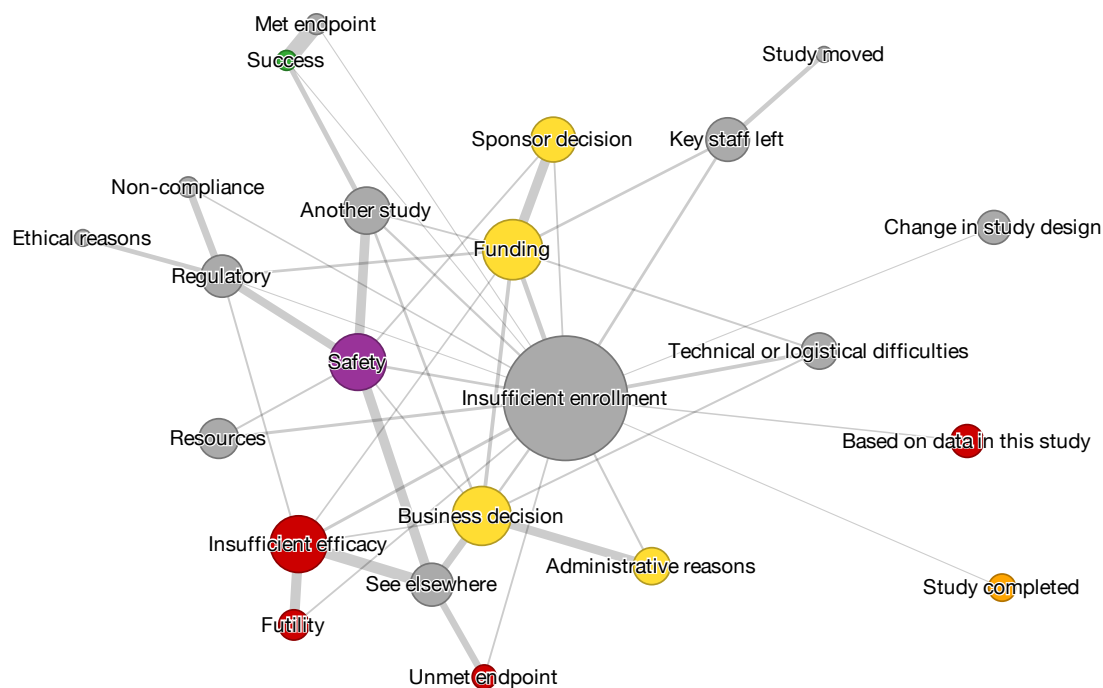 Met endpoint
Success
Study moved
Sponsor decision
Key staff left
Non-compliance
Another study
Change in study design
Ethical reasons
Funding
Regulatory
Technical or logistical difficulties
Safety
Insufficient enrollment
Resources
Based on data in this study
Business decision
Insufficient efficacy
Administrative reasons
See elsewhere
Study completed
Futility
Unmet endpoint